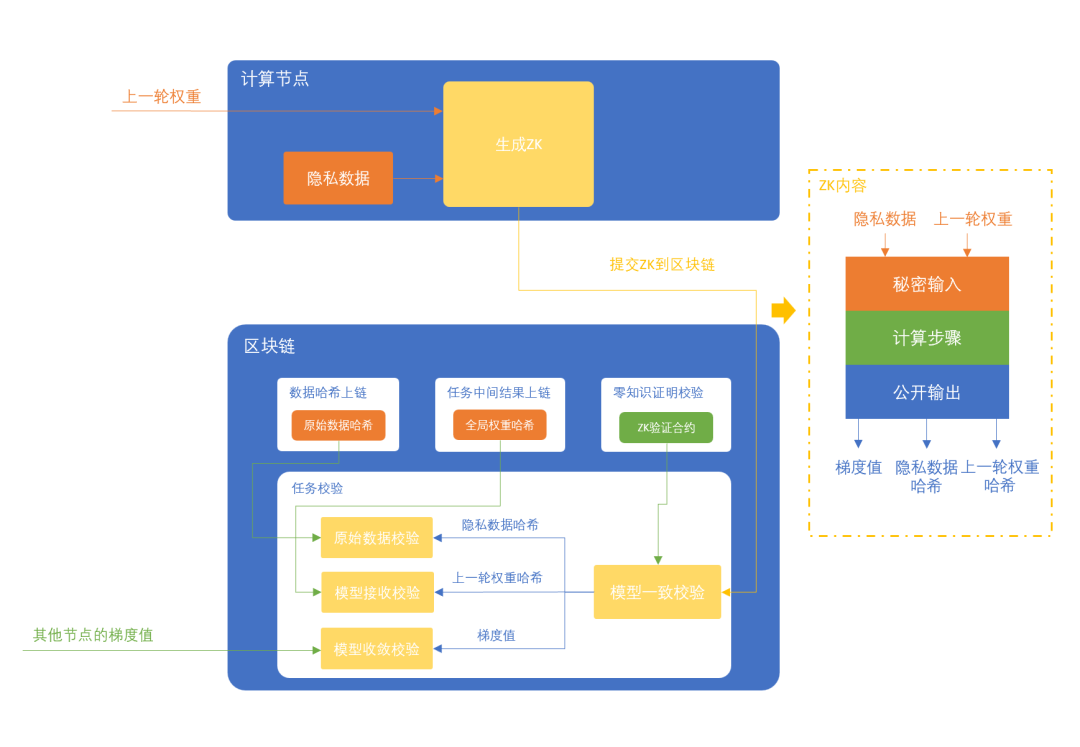 计算节点
上一轮权重
生成ZK
隐私数据
提交ZK到区块链
ZK内容
隐私数据
上一轮权重
秘密输入
计算步骤
公开输出
梯度值
隐私数据
哈希
上一轮权重
哈希
区块链
数据哈希上链
原始数据哈希
任务中间结果上链
全局权重哈希
零知识证明校验
ZK验证合约
任务校验
原始数据校验
隐私数据哈希
模型接收校验
上一轮权重哈希
模型一致校验
其他节点的梯度值
模型收敛校验
梯度值